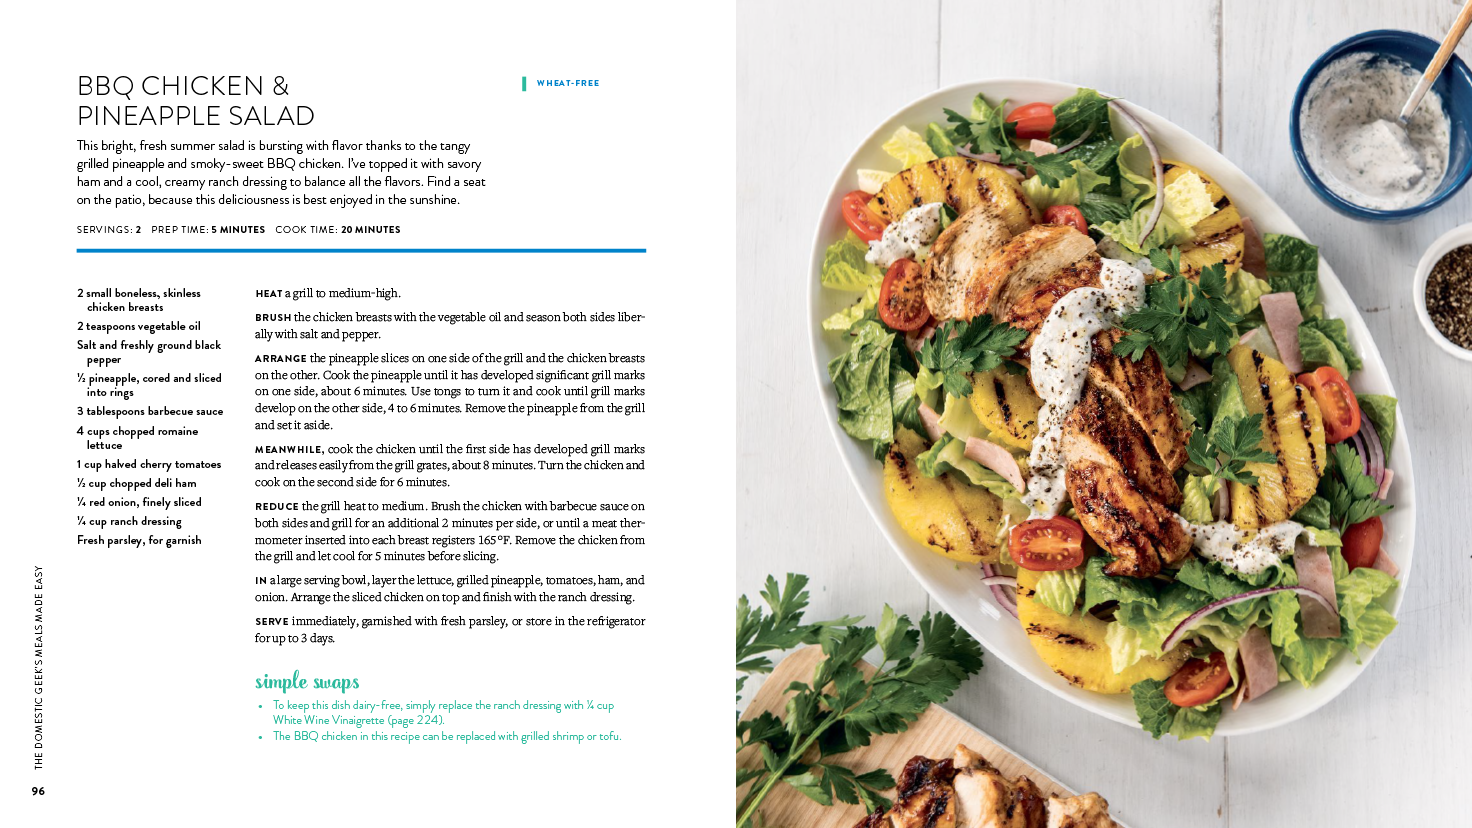 BBQ CHICKEN &
PINEAPPLE SALAD
WHEAT-FREE
This bright, fresh summer salad is bursting with flavor thanks to the tangy
grilled pineapple and smoky-sweet BBQ chicken. I've topped it with savory
ham and a cool, creamy ranch dressing to balance all the flavors. Find a seat
on the patio, because this deliciousness is best enjoyed in the sunshine.
SERVINGS: 2 PREP TIME: 5 MINUTES COOK TIME: 20 MINUTES
2 small boneless, skinless
chicken breasts
2 teaspoons vegetable oil
Salt and freshly ground black
pepper
½ pineapple, cored and sliced
into rings
3 tablespoons barbecue sauce
4 cups chopped romaine
lettuce
1 cup halved cherry tomatoes
½ cup chopped deli ham
¼ red onion, finely sliced
¼ cup ranch dressing
Fresh parsley, for garnish
HEAT a grill to medium-high.
BRUSH the chicken breasts with the vegetable oil and season both sides liber-
ally with salt and pepper.
ARRANGE the pineapple slices on one side of the grill and the chicken breasts
on the other. Cook the pineapple until it has developed significant grill marks
on one side, about 6 minutes. Use tongs to turn it and cook until grill marks
develop on the other side, 4 to 6 minutes. Remove the pineapple from the grill
and set it aside.
MEANWHILE, cook the chicken until the first side has developed grill marks
and releases easily from the grill grates, about 8 minutes. Turn the chicken and
cook on the second side for 6 minutes.
REDUCE the grill heat to medium. Brush the chicken with barbecue sauce on
both sides and grill for an additional 2 minutes per side, or until a meat ther-
mometer inserted into each breast registers 165°F. Remove the chicken from
the grill and let cool for 5 minutes before slicing.
IN a large serving bowl, layer the lettuce, grilled pineapple, tomatoes, ham, and
onion. Arrange the sliced chicken on top and finish with the ranch dressing.
SERVE immediately, garnished with fresh parsley, or store in the refrigerator
for up to 3 days.
simple swaps
• To keep this dish dairy-free, simply replace the ranch dressing with ¼ cup
White Wine Vinaigrette (page 224).
• The BBQ chicken in this recipe can be replaced with grilled shrimp or tofu.
THE DOMESTIC GEEK'S MEALS MADE EASY
96